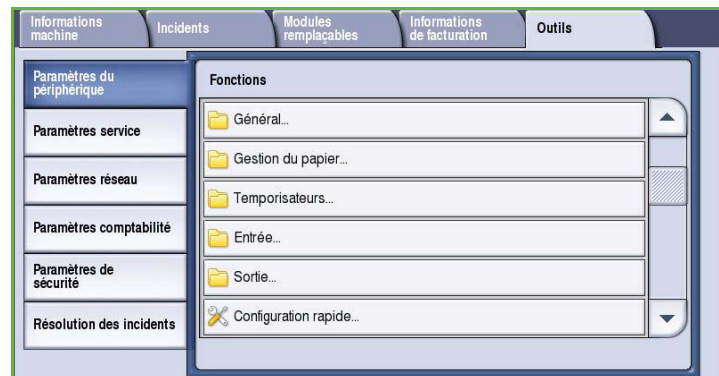 Informations
machine
Incidents
Modules
remplaçables
Informations
de facturation
Outils
Paramètres du
périphérique
Paramètres service
Paramètres réseau
Paramètres comptabilité
Paramètres de
sécurité
Résolution des incidents
Fonctions
Général...
Gestion du papier...
Temporisateurs...
Entrée...
Sortie...
Configuration rapide...